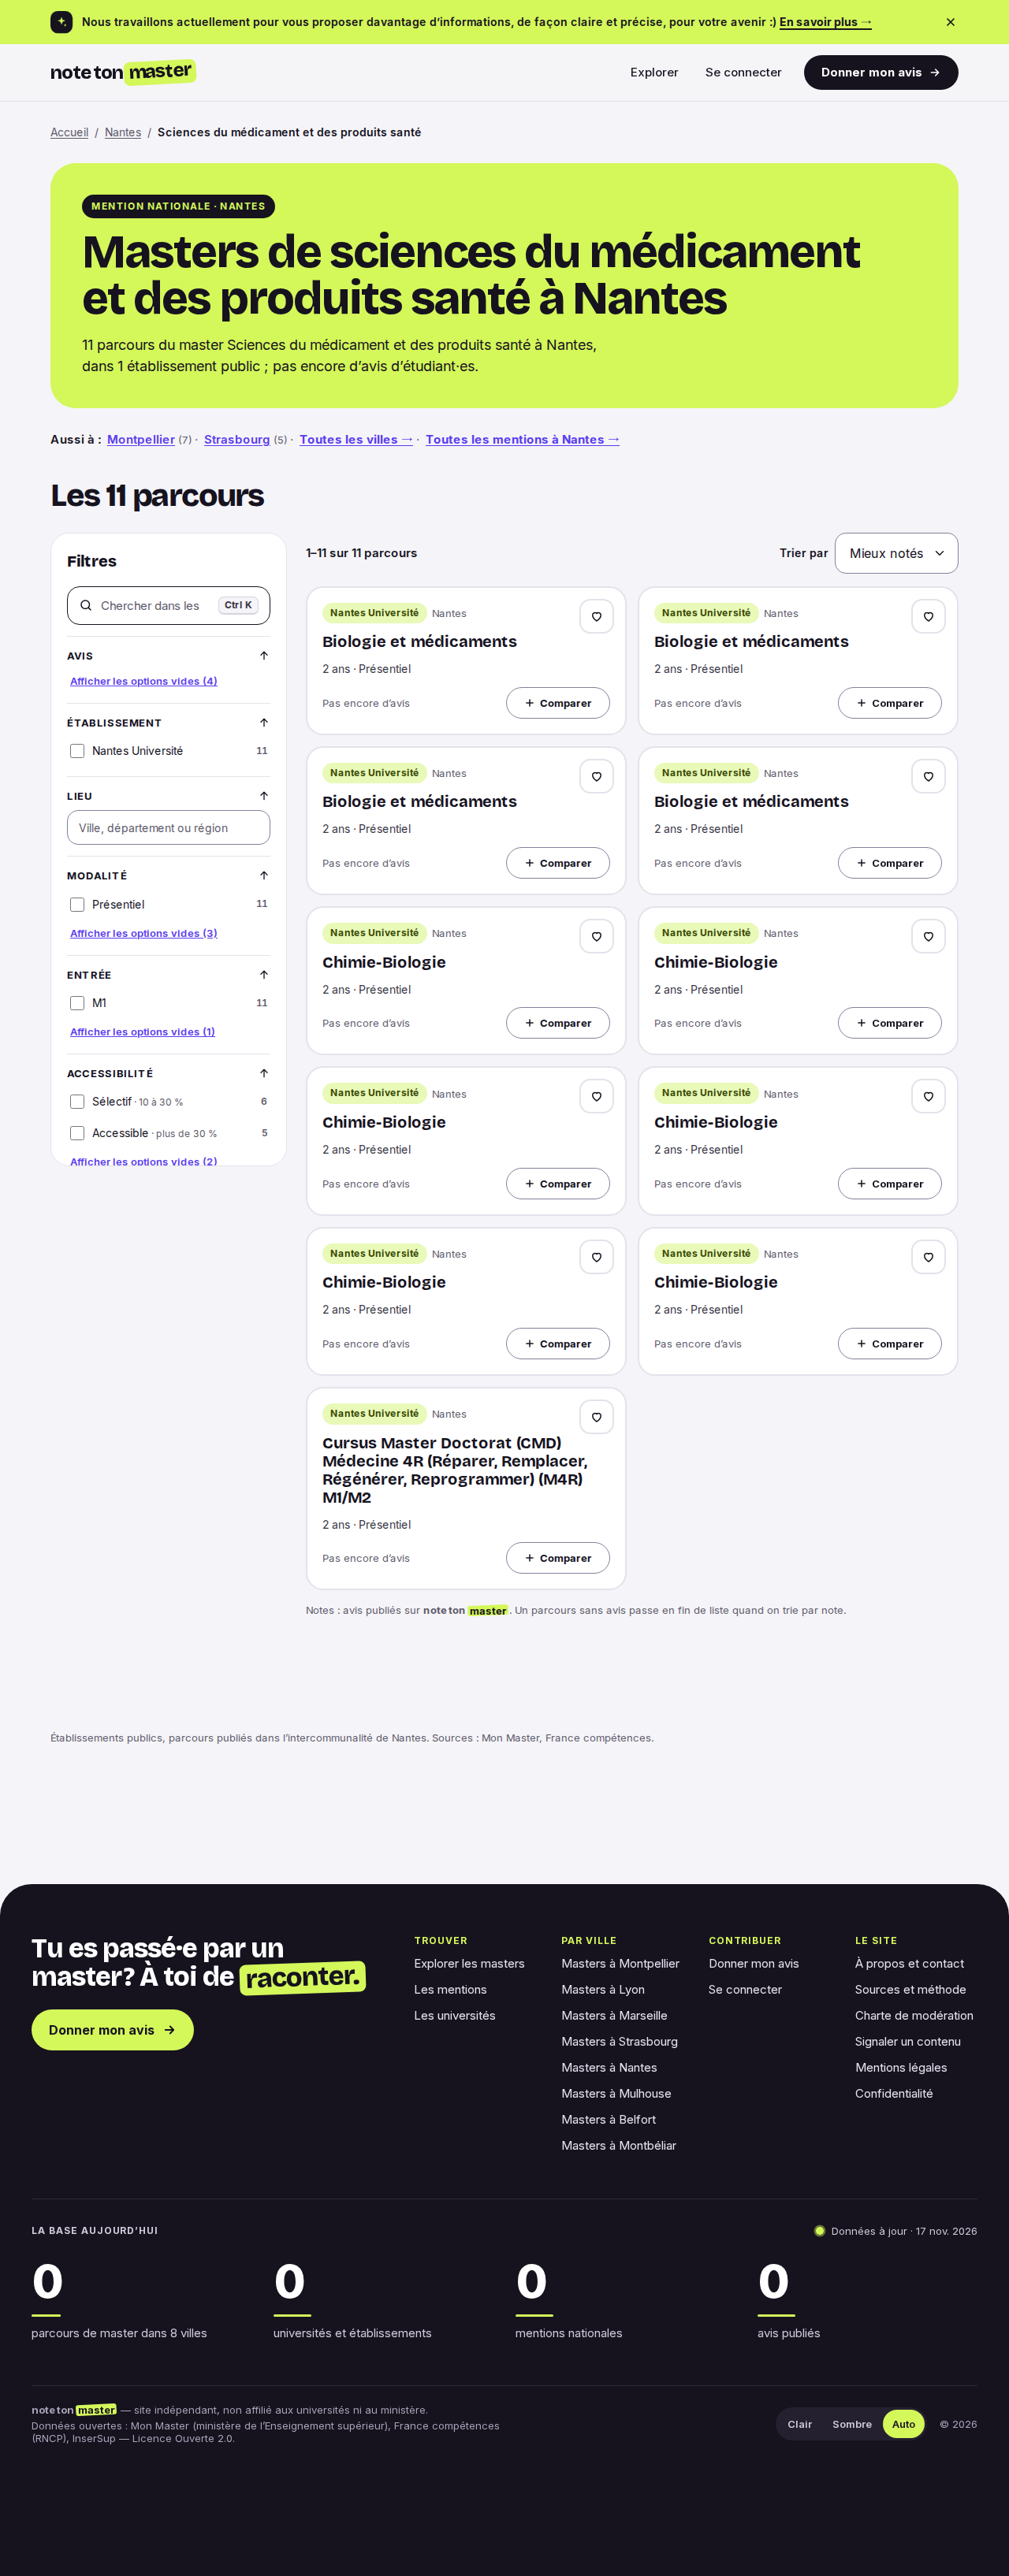 Nous travaillons actuellement pour vous proposer davantage d’informations, de façon claire et précise, pour votre avenir :) En savoir plus →
note ton master
Explorer
Se connecter
Donner mon avis →
Accueil / Nantes / Sciences du médicament et des produits santé
MENTION NATIONALE · NANTES
Masters de sciences du médicament
et des produits santé à Nantes
11 parcours du master Sciences du médicament et des produits santé à Nantes,
dans 1 établissement public ; pas encore d’avis d’étudiant·es.
Aussi à : Montpellier (7) · Strasbourg (5) · Toutes les villes → · Toutes les mentions à Nantes →
Les 11 parcours
Filtres
Chercher dans les
Ctrl K
AVIS
Afficher les options vides (4)
ÉTABLISSEMENT
Nantes Université 11
LIEU
Ville, département ou région
MODALITÉ
Présentiel 11
Afficher les options vides (3)
ENTRÉE
M1 11
Afficher les options vides (1)
ACCESSIBILITÉ
Sélectif · 10 à 30 % 6
Accessible · plus de 30 % 5
Afficher les options vides (2)
1–11 sur 11 parcours
Trier par
Mieux notés
Nantes Université Nantes
Biologie et médicaments
2 ans · Présentiel
Pas encore d’avis
+ Comparer
Nantes Université Nantes
Biologie et médicaments
2 ans · Présentiel
Pas encore d’avis
+ Comparer
Nantes Université Nantes
Biologie et médicaments
2 ans · Présentiel
Pas encore d’avis
+ Comparer
Nantes Université Nantes
Biologie et médicaments
2 ans · Présentiel
Pas encore d’avis
+ Comparer
Nantes Université Nantes
Chimie-Biologie
2 ans · Présentiel
Pas encore d’avis
+ Comparer
Nantes Université Nantes
Chimie-Biologie
2 ans · Présentiel
Pas encore d’avis
+ Comparer
Nantes Université Nantes
Chimie-Biologie
2 ans · Présentiel
Pas encore d’avis
+ Comparer
Nantes Université Nantes
Chimie-Biologie
2 ans · Présentiel
Pas encore d’avis
+ Comparer
Nantes Université Nantes
Chimie-Biologie
2 ans · Présentiel
Pas encore d’avis
+ Comparer
Nantes Université Nantes
Chimie-Biologie
2 ans · Présentiel
Pas encore d’avis
+ Comparer
Nantes Université Nantes
Cursus Master Doctorat (CMD)
Médecine 4R (Réparer, Remplacer,
Régénérer, Reprogrammer) (M4R)
M1/M2
2 ans · Présentiel
Pas encore d’avis
+ Comparer
Notes : avis publiés sur note ton master. Un parcours sans avis passe en fin de liste quand on trie par note.
Établissements publics, parcours publiés dans l’intercommunalité de Nantes. Sources : Mon Master, France compétences.
Tu es passé·e par un
master? À toi de raconter.
Donner mon avis →
TROUVER
Explorer les masters
Les mentions
Les universités
PAR VILLE
Masters à Montpellier
Masters à Lyon
Masters à Marseille
Masters à Strasbourg
Masters à Nantes
Masters à Mulhouse
Masters à Belfort
Masters à Montbéliar
CONTRIBUER
Donner mon avis
Se connecter
LE SITE
À propos et contact
Sources et méthode
Charte de modération
Signaler un contenu
Mentions légales
Confidentialité
LA BASE AUJOURD’HUI
Données à jour · 17 nov. 2026
0
parcours de master dans 8 villes
0
universités et établissements
0
mentions nationales
0
avis publiés
note ton master — site indépendant, non affilié aux universités ni au ministère.
Données ouvertes : Mon Master (ministère de l’Enseignement supérieur), France compétences
(RNCP), InserSup — Licence Ouverte 2.0.
Clair
Sombre
Auto
© 2026